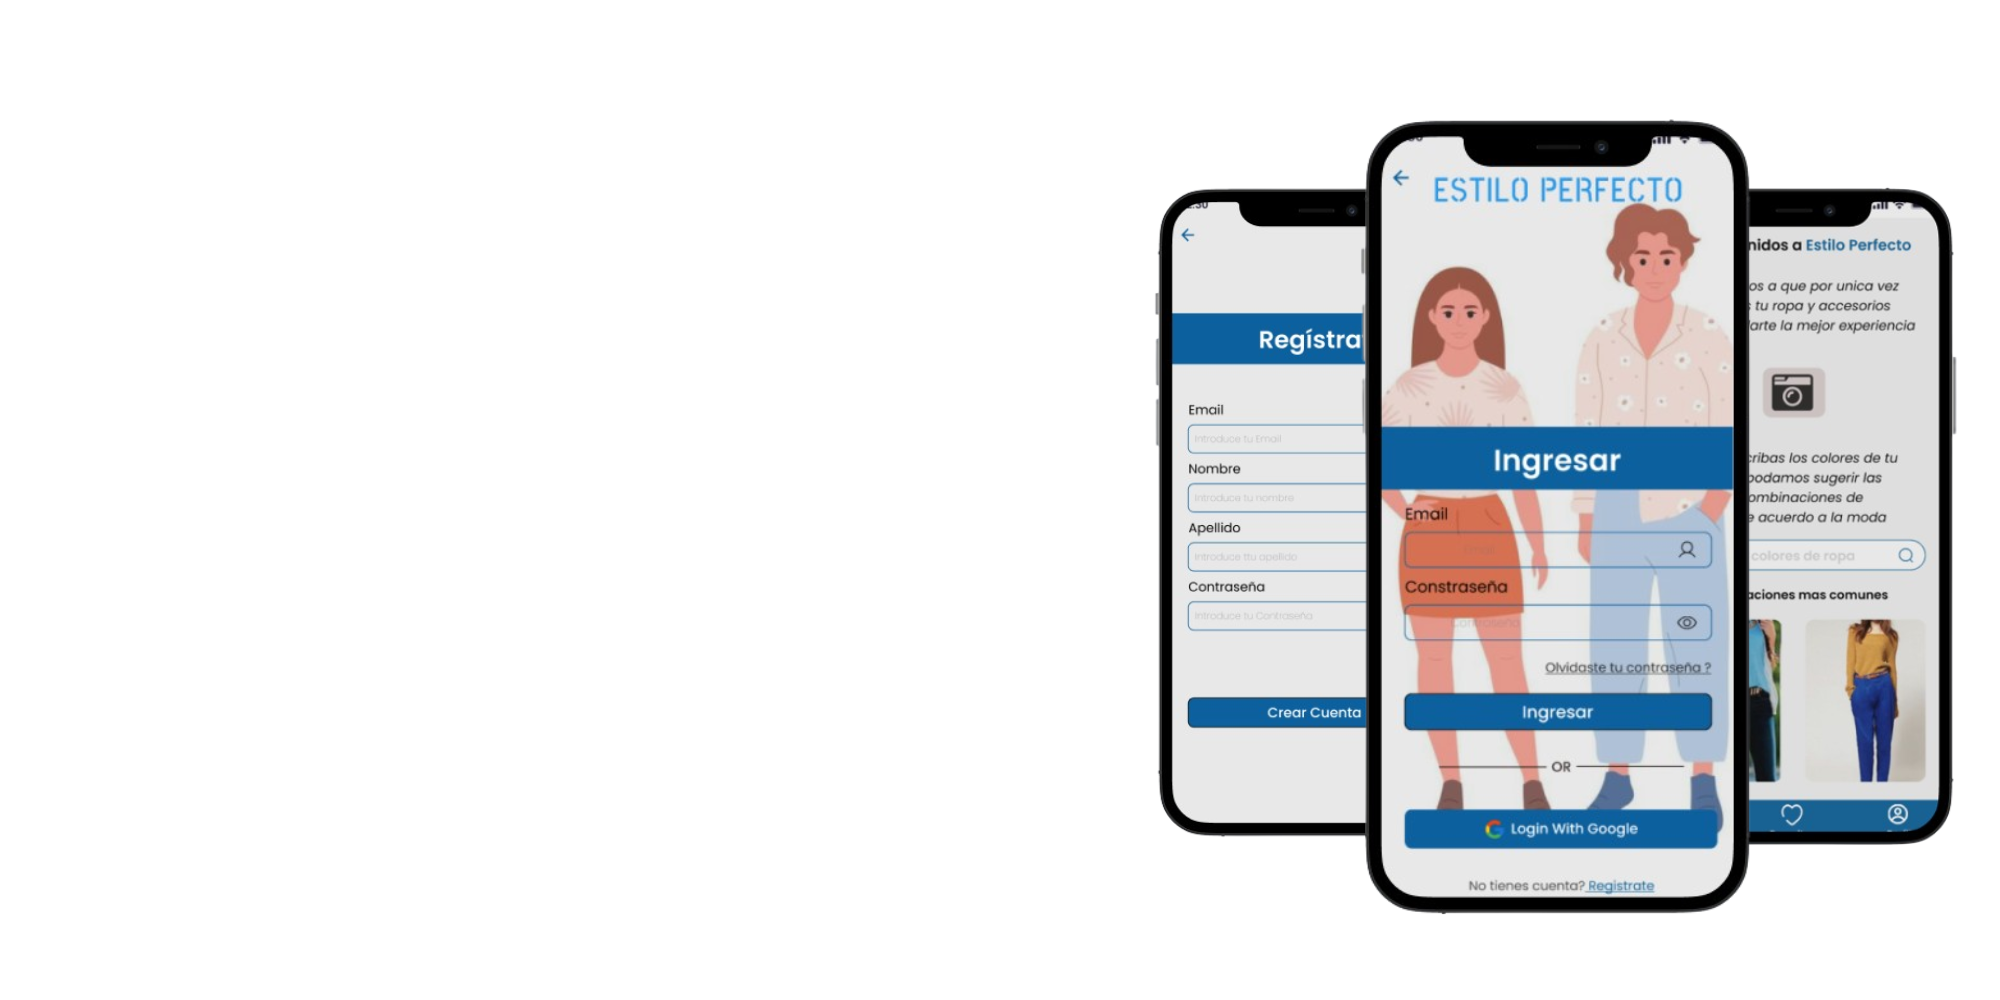 Regístra
Email
Introduce tu Email
Nombre
Introduce tu nombre
Apellido
Introduce ttu apellido
Contraseña
Introduce tu Contraseña
Crear Cuenta
ESTILO PERFECTO
Ingresar
Email
Email
Constraseña
Contraseña
Olvidaste tu contraseña ?
Ingresar
OR
Login With Google
No tienes cuenta? Registrate
nidos a Estilo Perfecto
os a que por unica vez
tu ropa y accesorios
arte la mejor experiencia
cribas los colores de tu
podamos sugerir las
ombinaciones de
e acuerdo a la moda
colores de ropa
aciones mas comunes